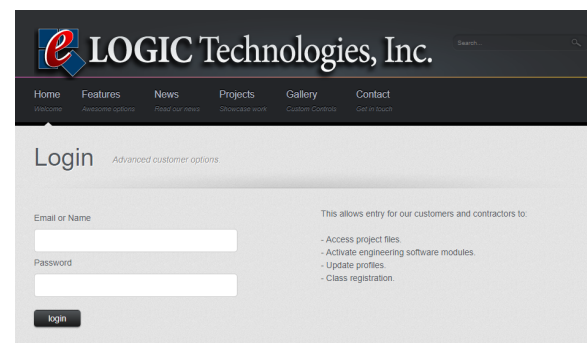 e LOGIC Technologies, Inc.
Search...
Home Features News Projects Gallery Contact
Welcome Awesome options Read our news Showcase work Custom Controls Get in touch
Login Advanced customer options.
Email or Name
Password
login
This allows entry for our customers and contractors to:
- Access project files.
- Activate engineering software modules.
- Update profiles.
- Class registration.